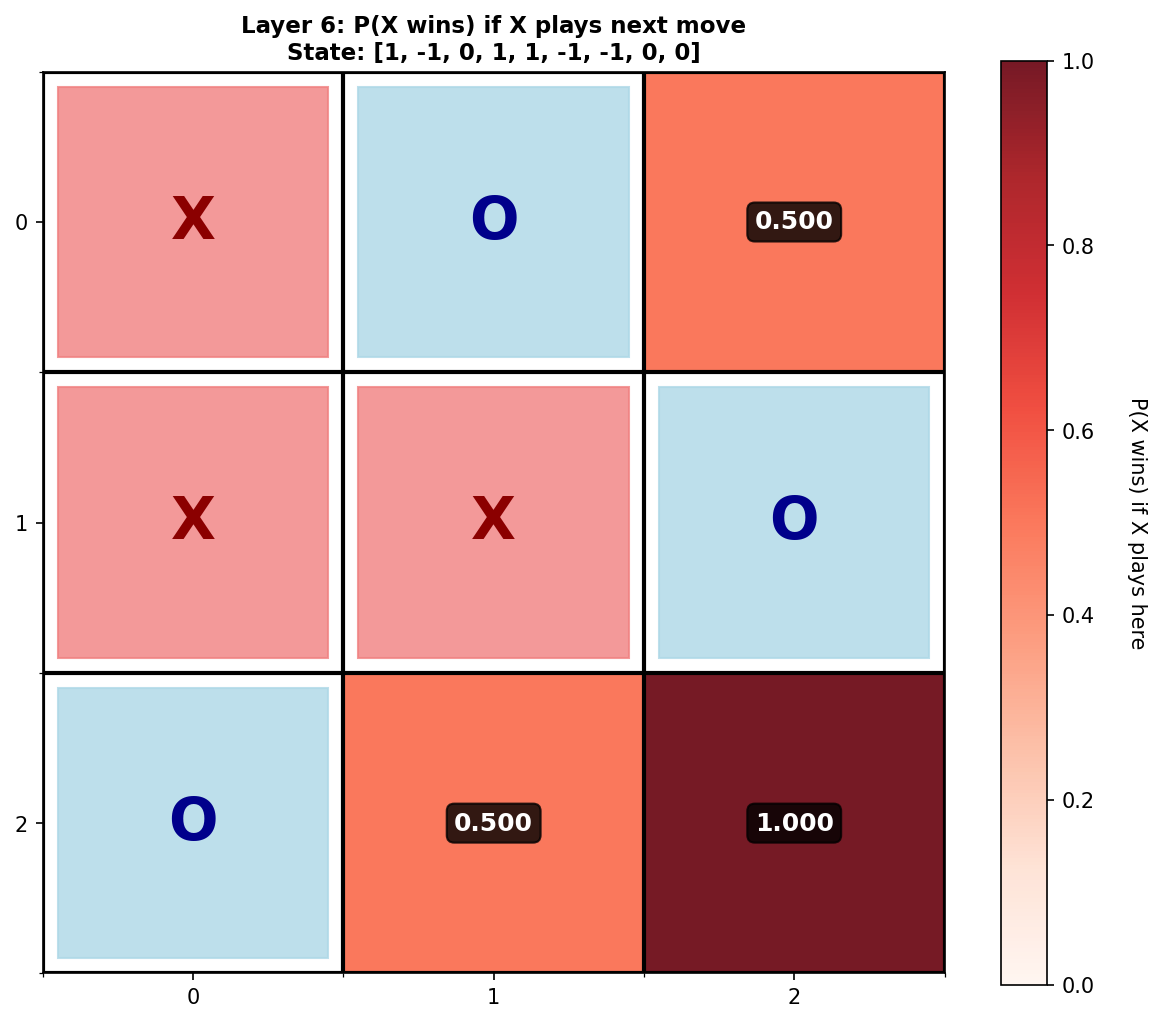 Layer 6: P(X wins) if X plays next move
State: [1, -1, 0, 1, 1, -1, -1, 0, 0]
0
X
O
0.500
1
X
X
O
2
O
0.500
1.000
0
1
2
1.0
0.8
0.6
0.4
0.2
0.0
P(X wins) if X plays here